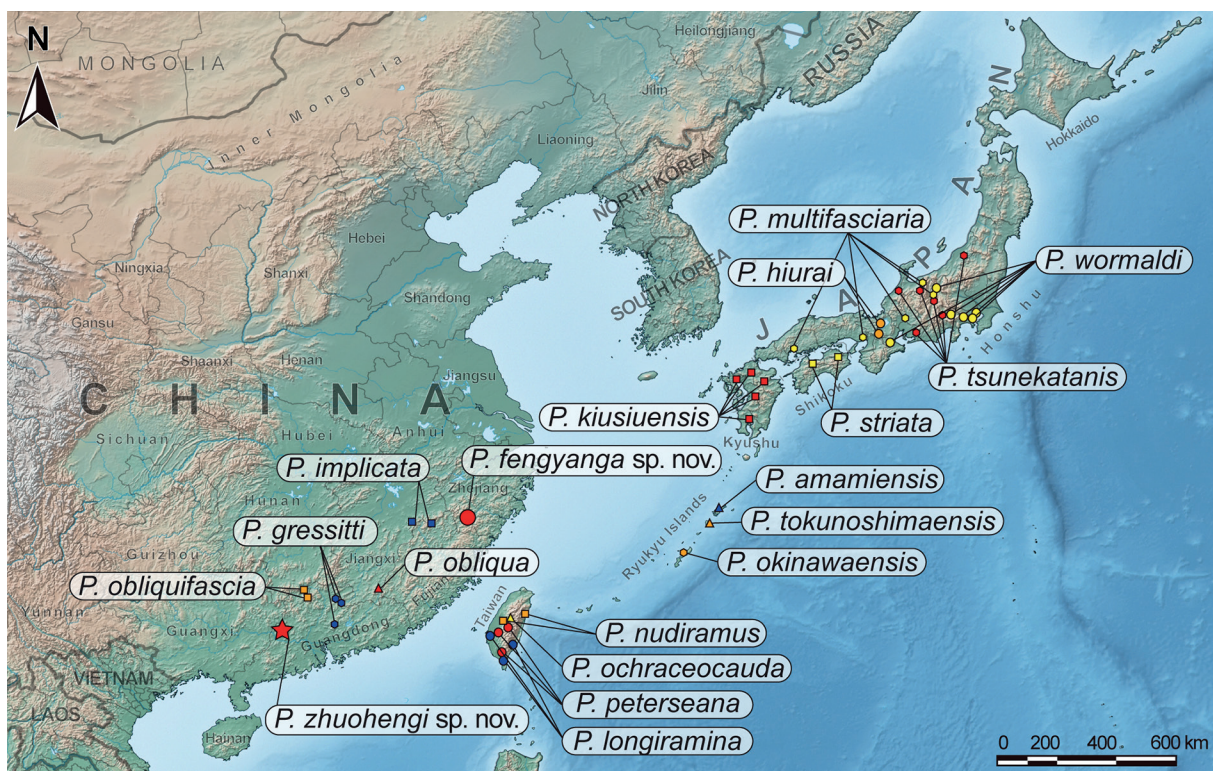 N
MONGOLIA
Heilongjiang
RUSSIA
Jilin
Inner Mongolia
Liaoning
Hokkaido
NORTH KOREA
JAPAN
P. multifasciaria
Hebei
P. hiurai
P. wormaldi
Ningxia
Shanxi
SOUTH KOREA
Shandong
Honshu
Gansu
Shaanxi
Henan
Jiangsu
P. tsunekatanis
CHINA
Shikoku
P. kiusiuensis
P. striata
Sichuan
Hubei
Anhui
Kyushu
P. implicata
P. fengyanga sp. nov.
Zhejiang
P. amamiensis
Hunan
Ryukyu Islands
P. tokunoshimaensis
P. gressitti
Guizhou
Jiangxi
P. obliqua
P. okinawaensis
P. obliquifascia
Fujian
Yunnan
Taiwan
Guangxi
Guangdong
P. nudiramus
P. ochraceocauda
VIETNAM
P. peterseana
LAOS
P. zhuohengi sp. nov.
P. longiramina
Hainan
0 200 400 600 km